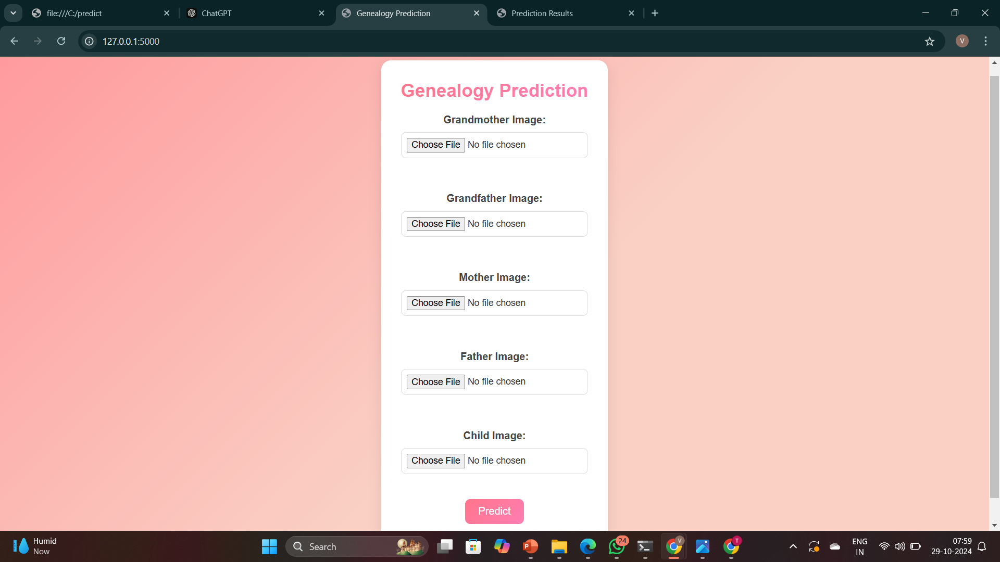 file:///C:/predict
ChatGPT
Genealogy Prediction
Prediction Results
127.0.0.1:5000
V
Genealogy Prediction
Grandmother Image:
Choose File No file chosen
Grandfather Image:
Choose File No file chosen
Mother Image:
Choose File No file chosen
Father Image:
Choose File No file chosen
Child Image:
Choose File No file chosen
Predict
Humid
Now
Search
P
24
V
T
ENG
IN
07:59
29-10-2024